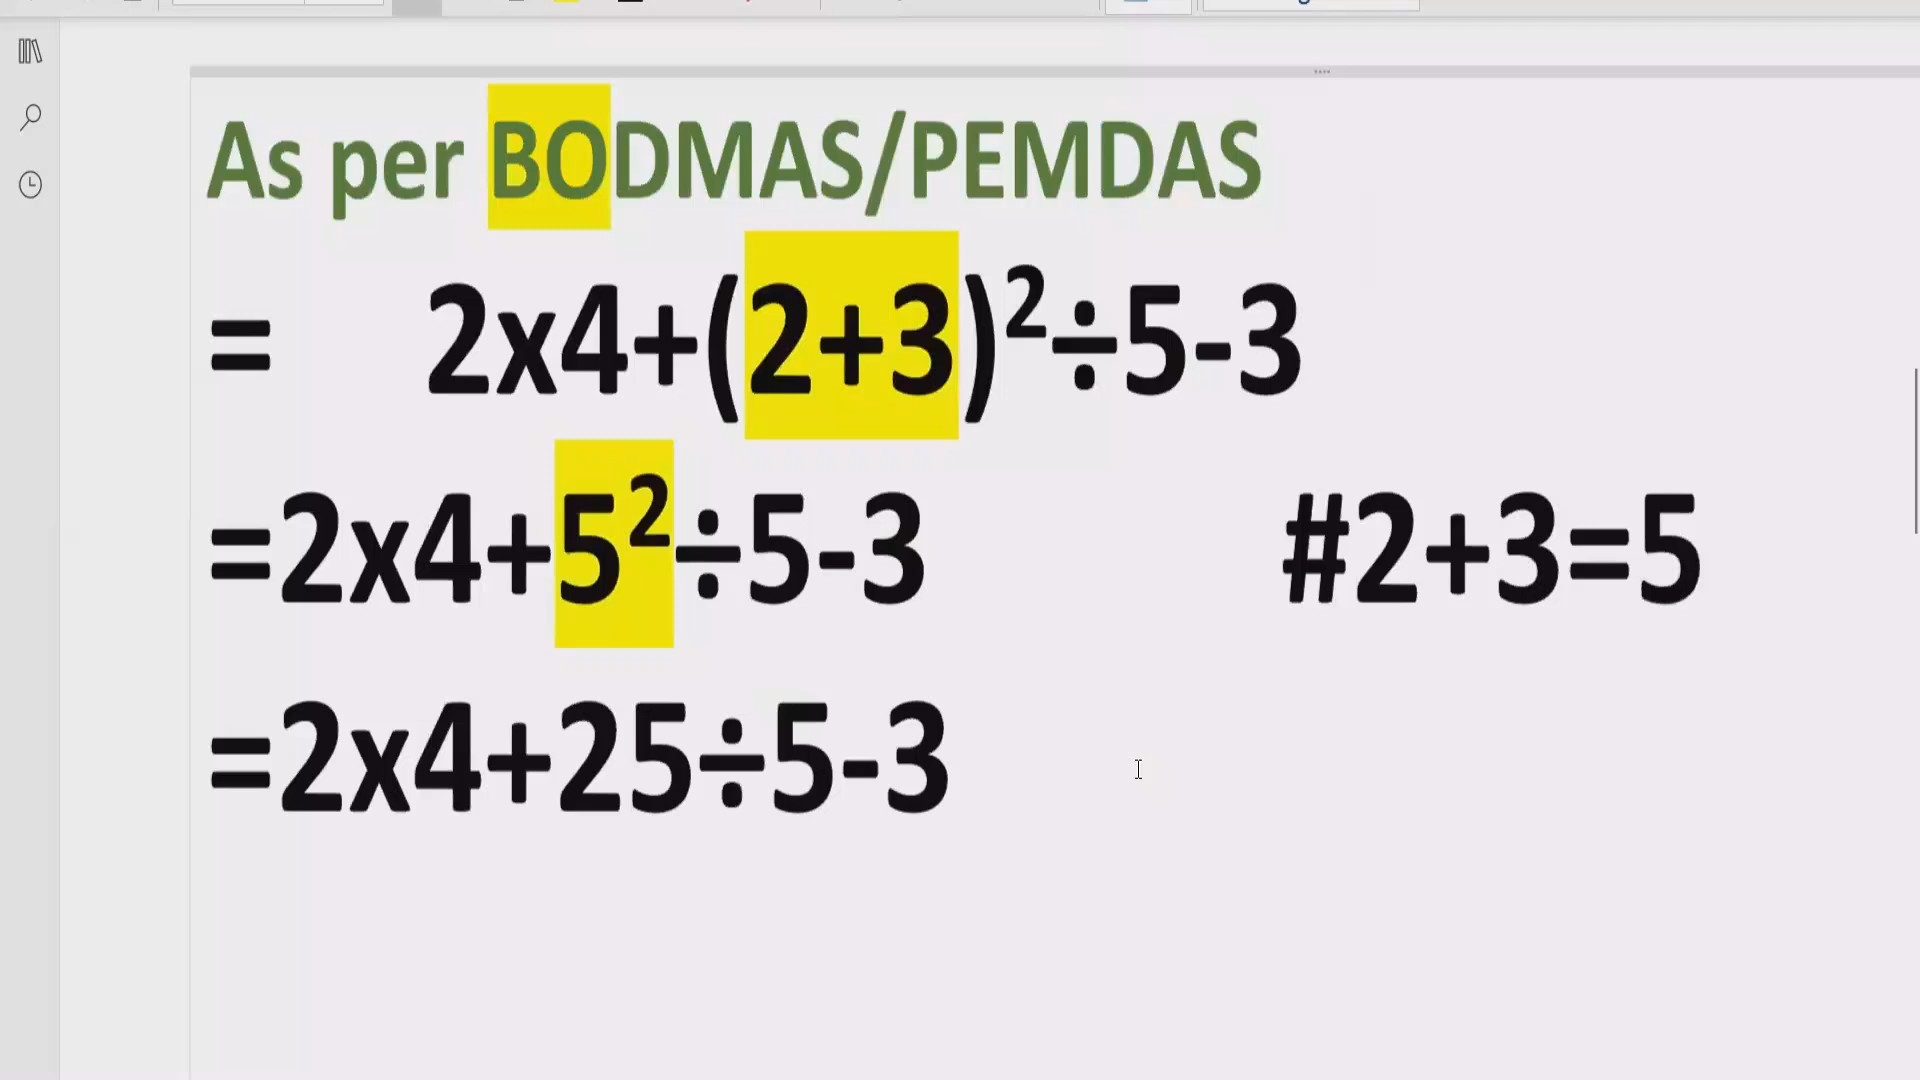 As per BODMAS/PEMDAS
= 2x4+(2+3)²÷5-3
=2x4+5²÷5-3 #2+3=5
=2x4+25÷5-3